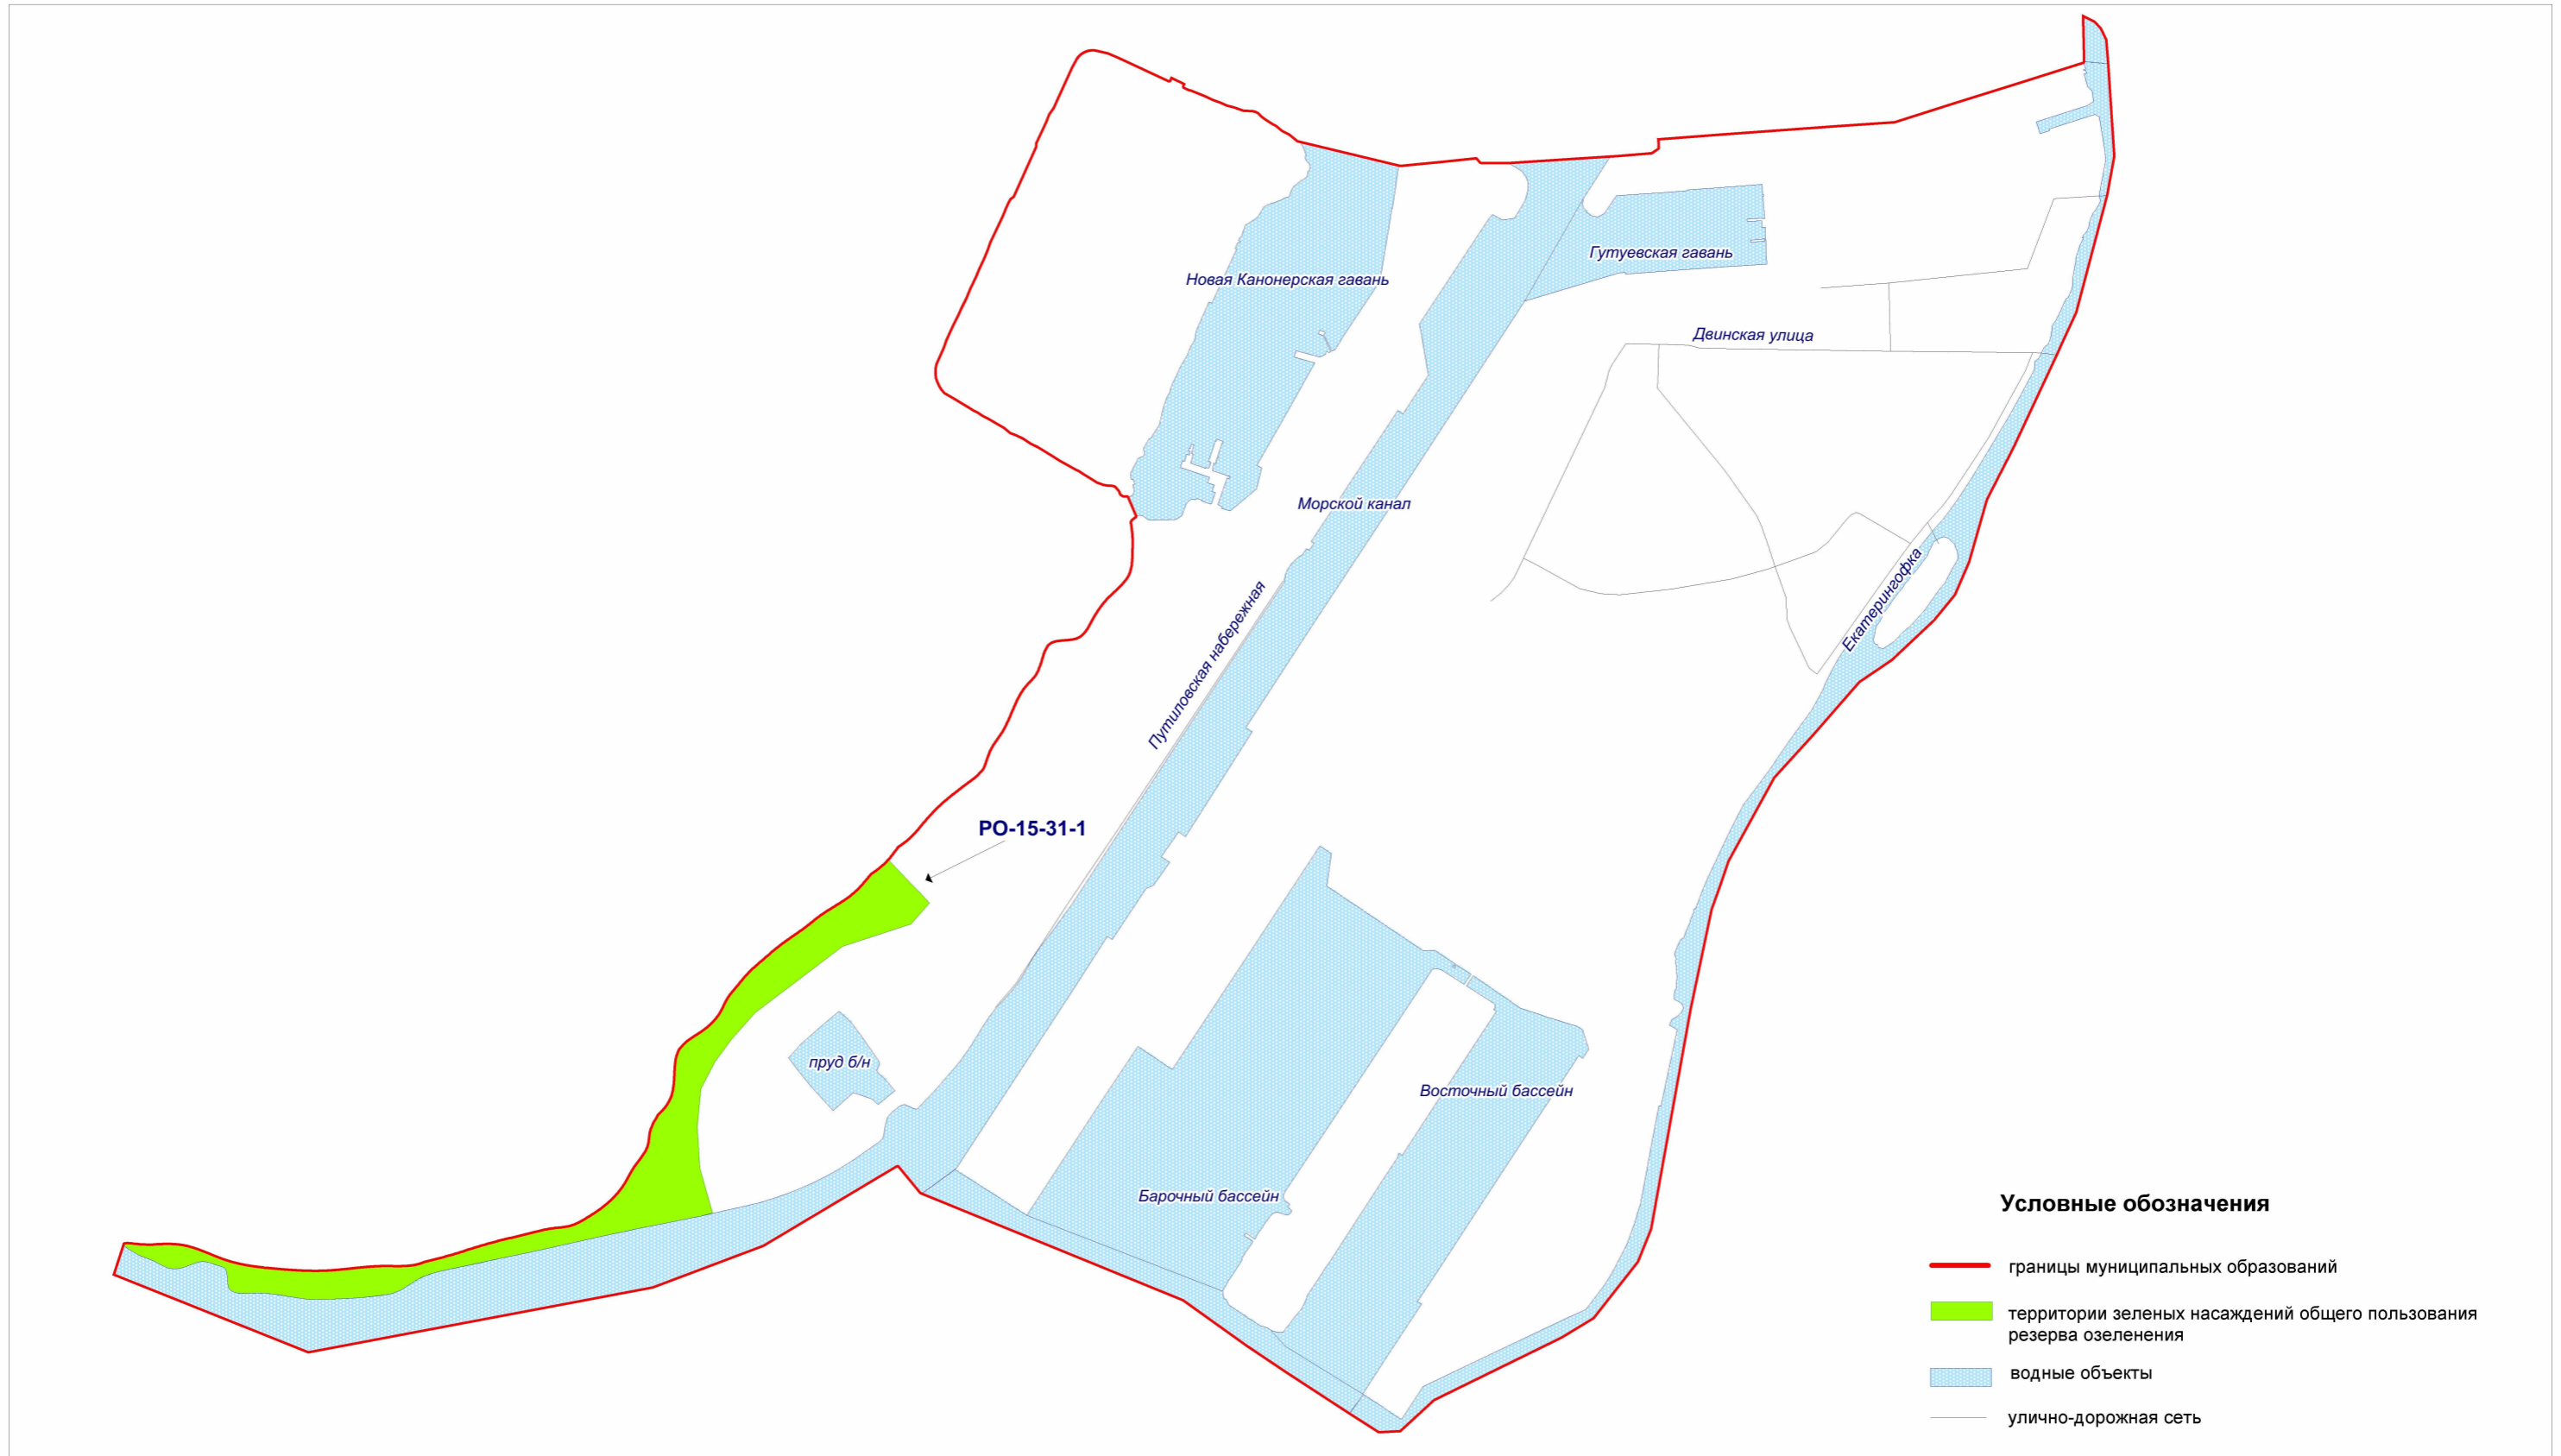 Гутуевская гавань
Новая Канонерская гавань
Двинская улица
Морской канал
Екатерингофка
Путиловская набережная
РО-15-31-1
пруд б/н
Восточный бассейн
Барочный бассейн
Условные обозначения
границы муниципальных образований
территории зеленых насаждений общего пользования
резерва озеленения
водные объекты
улично-дорожная сеть